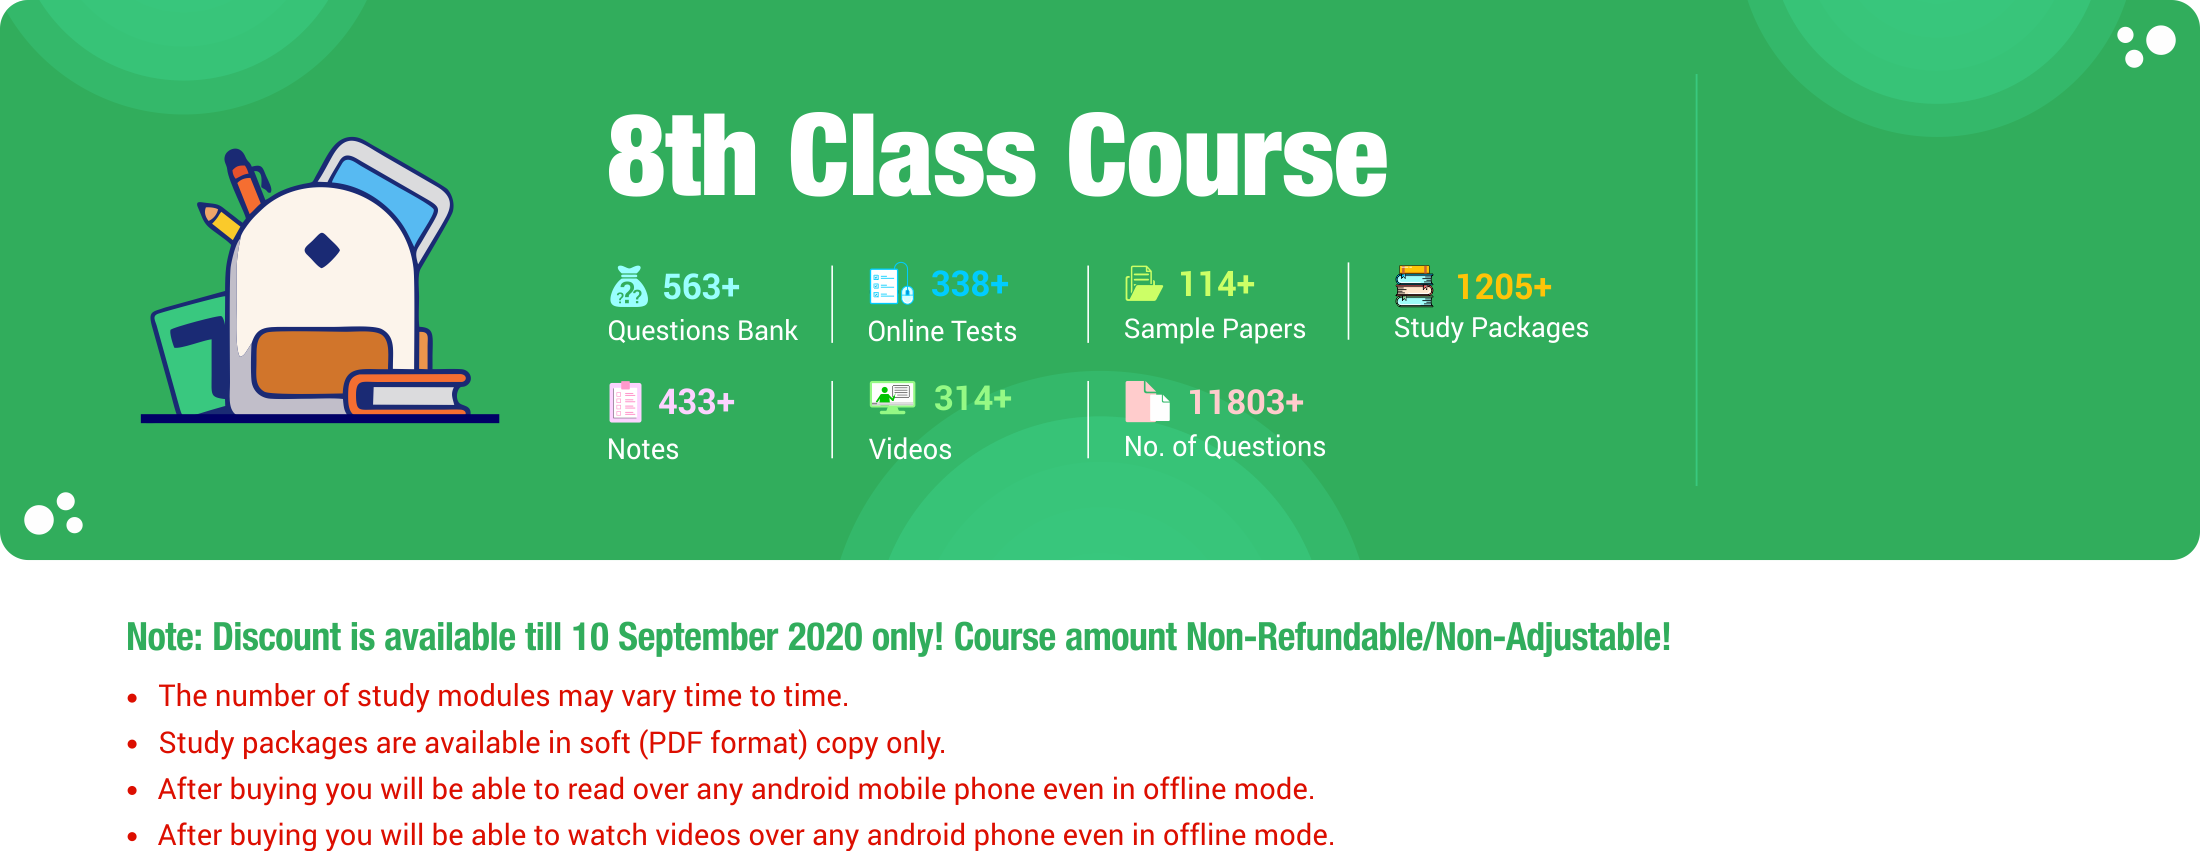 8th Class Course
563+ 338+ 114+ 1205+
Questions Bank Online Tests Sample Papers Study Packages
433+ 314+ 11803+
Notes Videos No. of Questions
Note: Discount is available till 10 September 2020 only! Course amount Non-Refundable/Non-Adjustable!
• The number of study modules may vary time to time.
• Study packages are available in soft (PDF format) copy only.
• After buying you will be able to read over any android mobile phone even in offline mode.
• After buying you will be able to watch videos over any android phone even in offline mode.